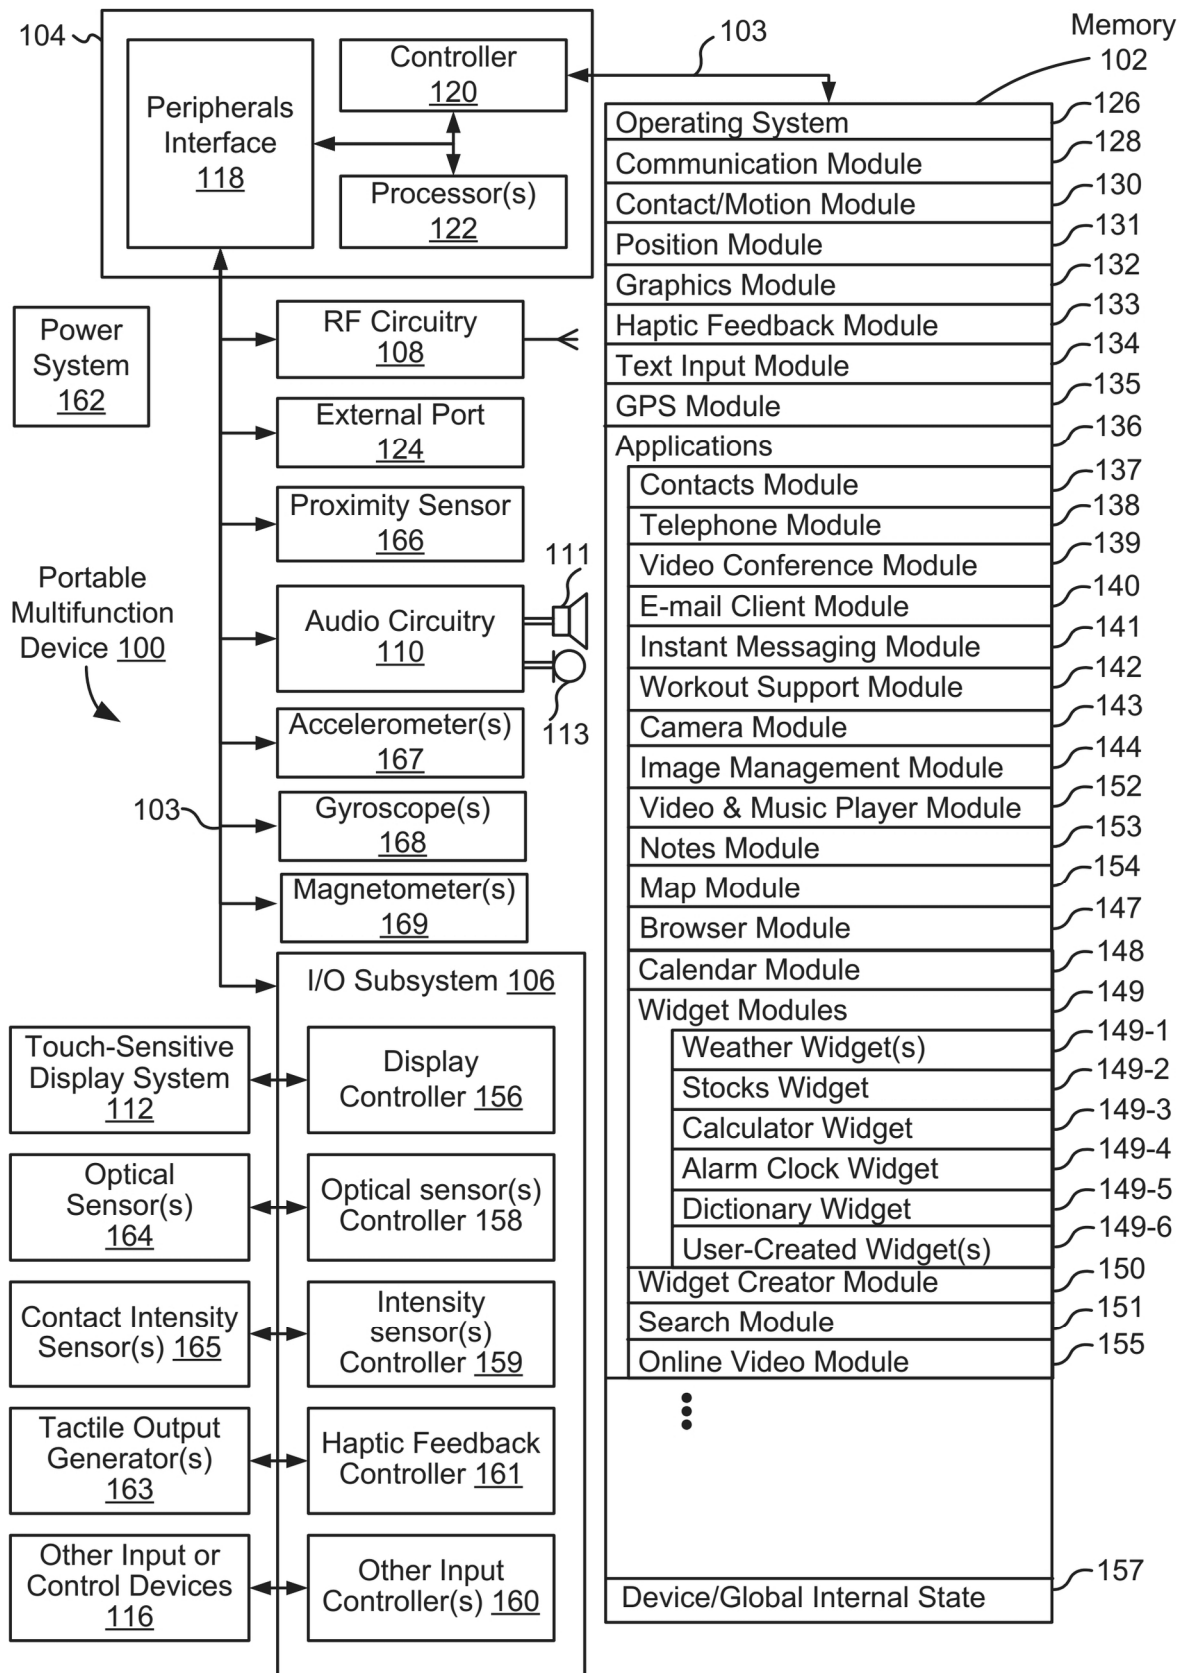 104
Peripherals
Interface
118
Controller
120
Processor(s)
122
103
Memory
102
Power
System
162
RF Circuitry
108
External Port
124
Proximity Sensor
166
Portable
Multifunction
Device 100
Audio Circuitry
110
111
113
Accelerometer(s)
167
103
Gyroscope(s)
168
Magnetometer(s)
169
I/O Subsystem 106
Touch-Sensitive
Display System
112
Display
Controller 156
Optical
Sensor(s)
164
Optical sensor(s)
Controller 158
Contact Intensity
Sensor(s) 165
Intensity
sensor(s)
Controller 159
Tactile Output
Generator(s)
163
Haptic Feedback
Controller 161
Other Input or
Control Devices
116
Other Input
Controller(s) 160
Operating System 126
Communication Module 128
Contact/Motion Module 130
Position Module 131
Graphics Module 132
Haptic Feedback Module 133
Text Input Module 134
GPS Module 135
Applications 136
Contacts Module 137
Telephone Module 138
Video Conference Module 139
E-mail Client Module 140
Instant Messaging Module 141
Workout Support Module 142
Camera Module 143
Image Management Module 144
Video & Music Player Module 152
Notes Module 153
Map Module 154
Browser Module 147
Calendar Module 148
Widget Modules 149
Weather Widget(s) 149-1
Stocks Widget 149-2
Calculator Widget 149-3
Alarm Clock Widget 149-4
Dictionary Widget 149-5
User-Created Widget(s) 149-6
Widget Creator Module 150
Search Module 151
Online Video Module 155
Device/Global Internal State 157